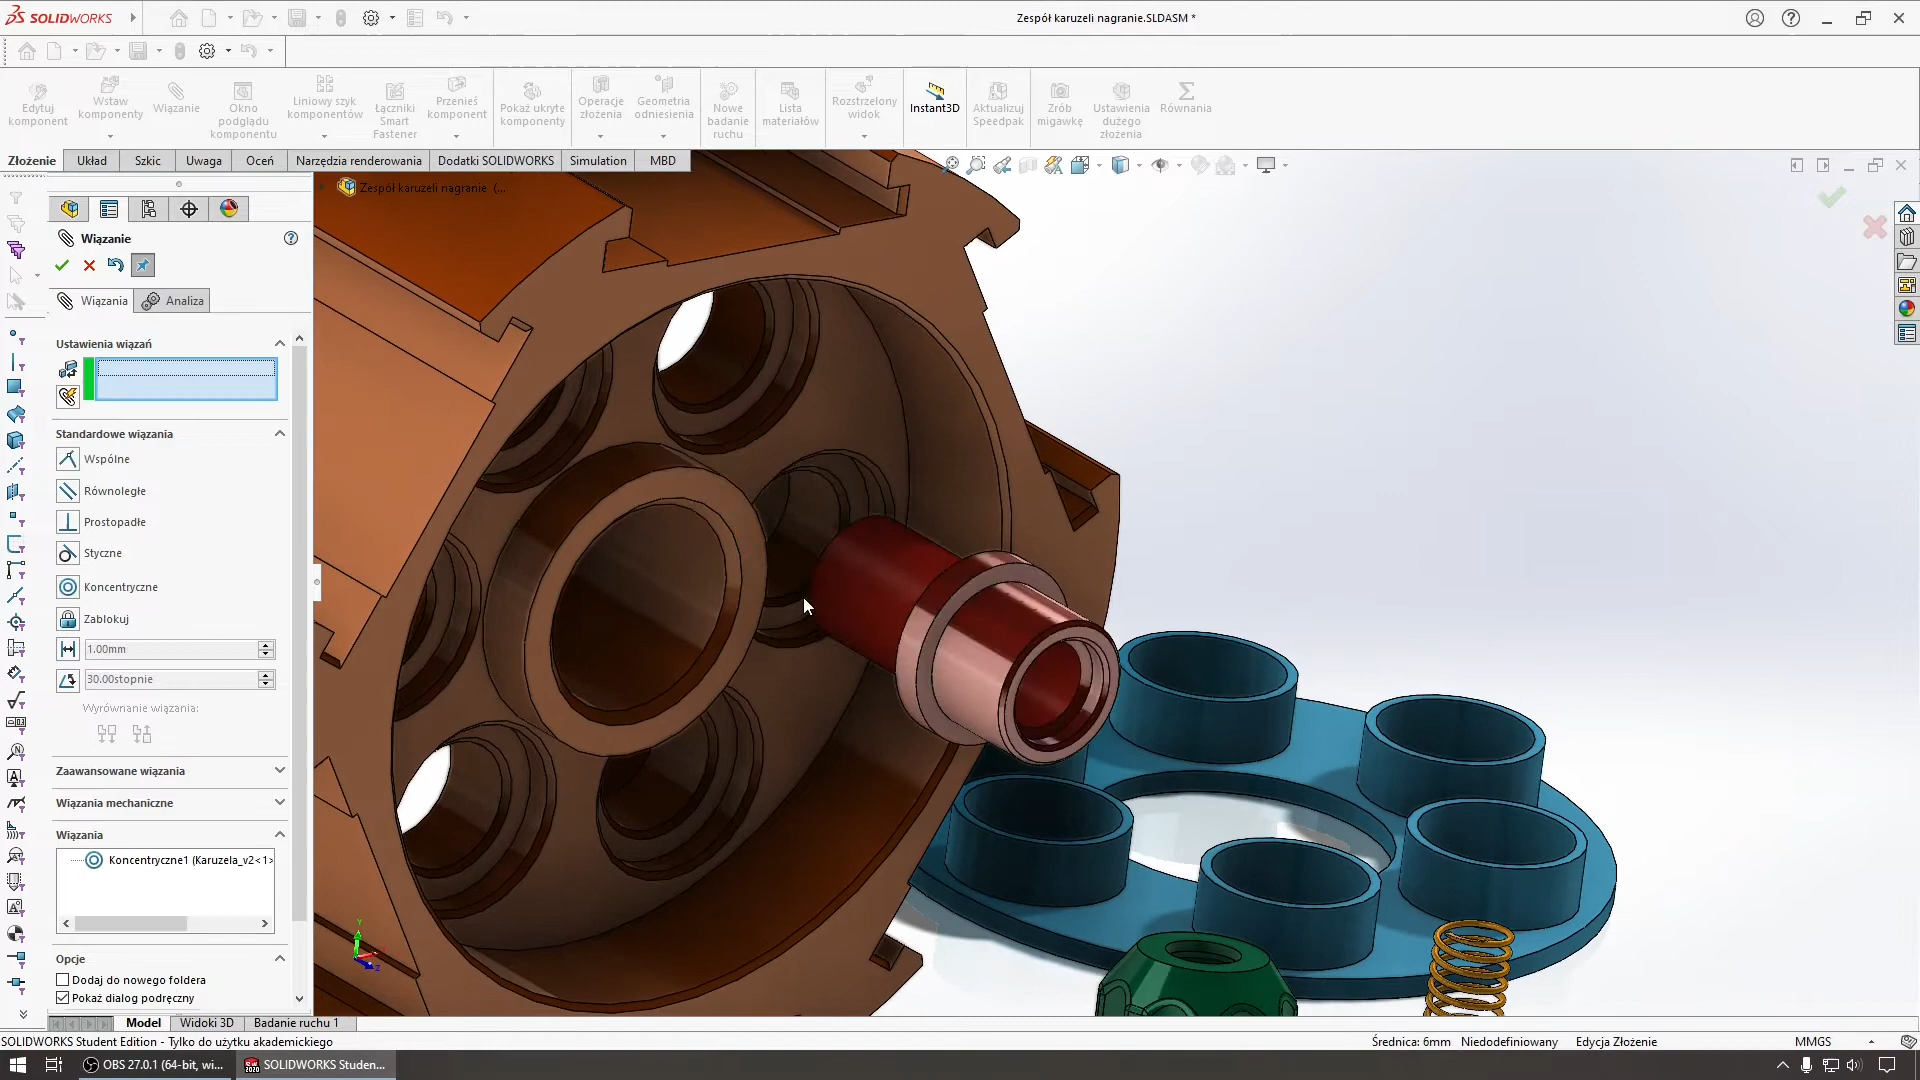 SOLIDWORKS
Zespół karuzeli nagranie.SLDASM *
Edytuj komponent
Wstaw komponenty
Wiązanie
Okno podglądu komponentu
Liniowy szyk komponentów
Łączniki Smart Fastener
Przenieś komponent
Pokaż ukryte komponenty
Operacje złożenia
Geometria odniesienia
Nowe badanie ruchu
Lista materiałów
Rozstrzelony widok
Instant3D
Aktualizuj Speedpak
Zrób migawkę
Ustawienia dużego złożenia
Równania
Złożenie
Układ
Szkic
Uwaga
Oceń
Narzędzia renderowania
Dodatki SOLIDWORKS
Simulation
MBD
Zespół karuzeli nagranie (...
Wiązanie
Wiązania
Analiza
Ustawienia wiązań
Standardowe wiązania
Wspólne
Równoległe
Prostopadłe
Styczne
Koncentryczne
Zablokuj
1.00mm
30.00stopnie
Wyrównanie wiązania:
Zaawansowane wiązania
Wiązania mechaniczne
Wiązania
Koncentryczne1 (Karuzela_v2<1>
Opcje
Dodaj do nowego foldera
Pokaż dialog podręczny
Model
Widoki 3D
Badanie ruchu 1
SOLIDWORKS Student Edition - Tylko do użytku akademickiego
Średnica: 6mm
Niedodefiniowany
Edycja Złożenie
MMGS
OBS 27.0.1 (64-bit, wi...
SOLIDWORKS Studen...